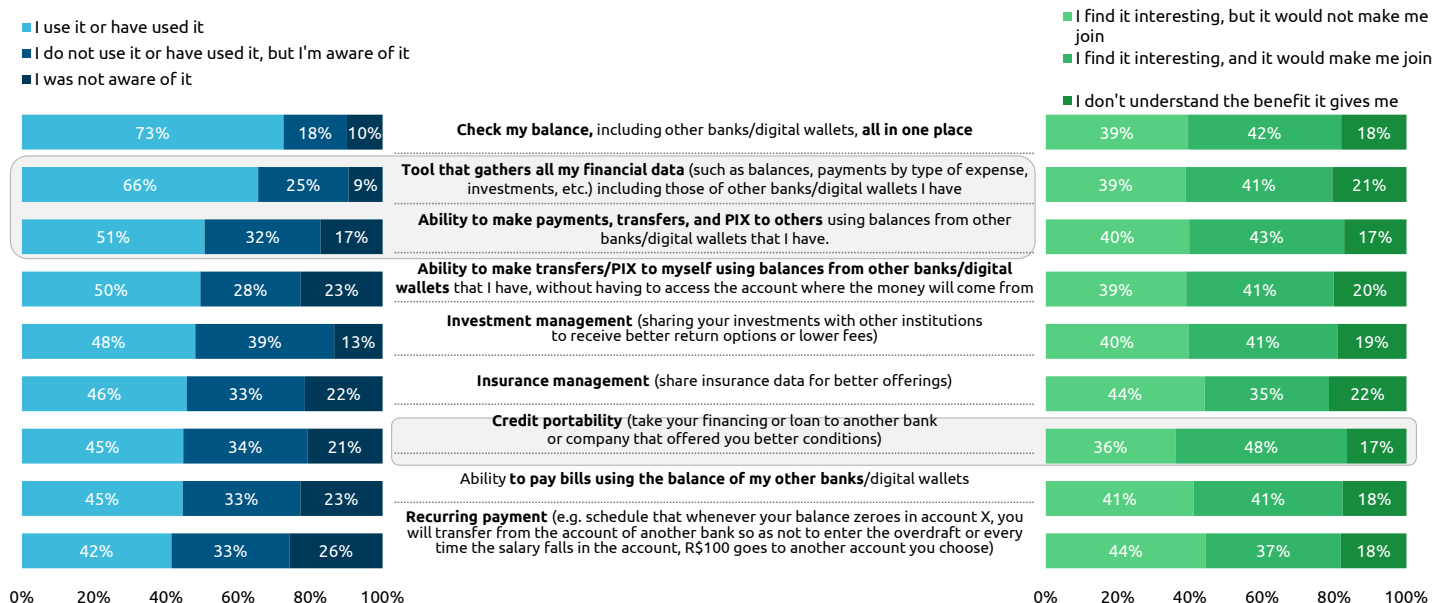 I use it or have used it
I do not use it or have used it, but I'm aware of it
I was not aware of it
I find it interesting, but it would not make me
join
I find it interesting, and it would make me join
I don't understand the benefit it gives me
73% 18% 10%
Check my balance, including other banks/digital wallets, all in one place
39% 42% 18%
66% 25% 9%
Tool that gathers all my financial data (such as balances, payments by type of expense,
investments, etc.) including those of other banks/digital wallets I have
39% 41% 21%
51% 32% 17%
Ability to make payments, transfers, and PIX to others using balances from other
banks/digital wallets that I have.
40% 43% 17%
50% 28% 23%
Ability to make transfers/PIX to myself using balances from other banks/digital
wallets that I have, without having to access the account where the money will come from
39% 41% 20%
48% 39% 13%
Investment management (sharing your investments with other institutions
to receive better return options or lower fees)
40% 41% 19%
46% 33% 22%
Insurance management (share insurance data for better offerings)
44% 35% 22%
45% 34% 21%
Credit portability (take your financing or loan to another bank
or company that offered you better conditions)
36% 48% 17%
45% 33% 23%
Ability to pay bills using the balance of my other banks/digital wallets
41% 41% 18%
42% 33% 26%
Recurring payment (e.g. schedule that whenever your balance zeroes in account X, you
will transfer from the account of another bank so as not to enter the overdraft or every
time the salary falls in the account, R$100 goes to another account you choose)
44% 37% 18%
0% 20% 40% 60% 80% 100%
0% 20% 40% 60% 80% 100%